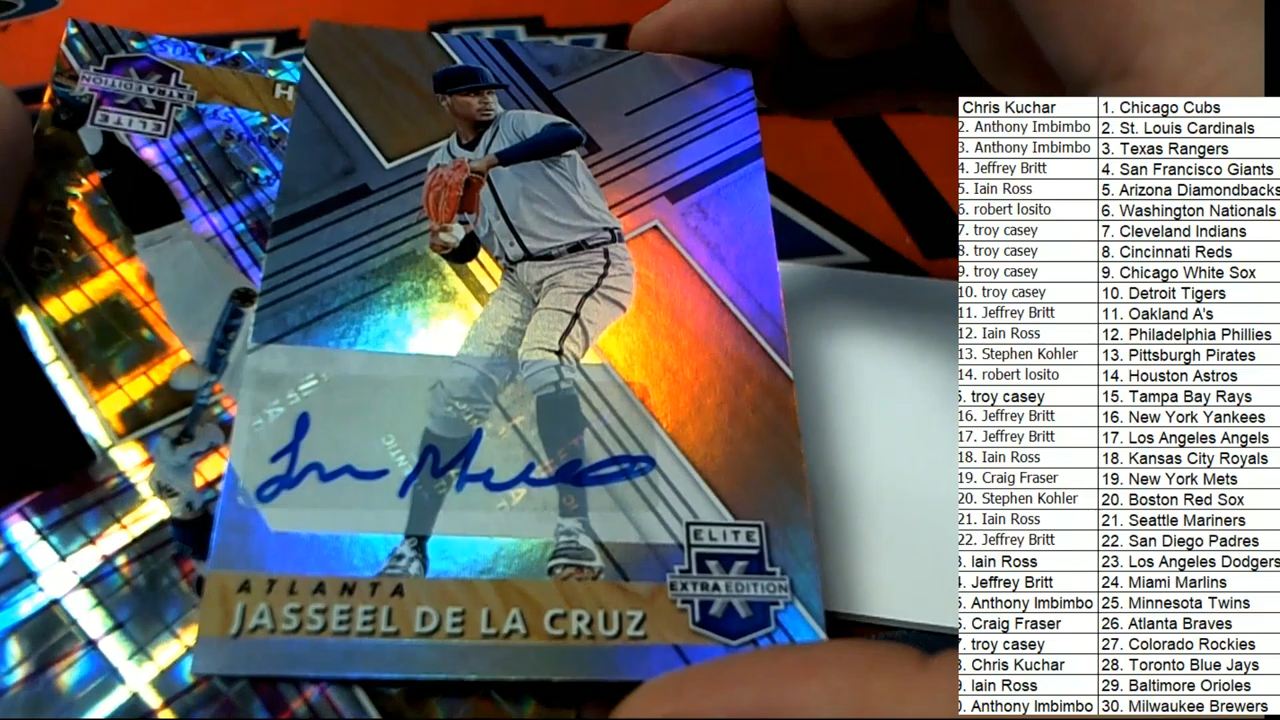 EXTRA EDITION
X
ELITE
H
ELITE
EXTRA EDITION
X
ATLANTA
JASSEEL DE LA CRUZ
Chris Kuchar 1. Chicago Cubs
2. Anthony Imbimbo 2. St. Louis Cardinals
3. Anthony Imbimbo 3. Texas Rangers
4. Jeffrey Britt 4. San Francisco Giants
5. Iain Ross 5. Arizona Diamondbacks
6. robert losito 6. Washington Nationals
7. troy casey 7. Cleveland Indians
8. troy casey 8. Cincinnati Reds
9. troy casey 9. Chicago White Sox
10. troy casey 10. Detroit Tigers
11. Jeffrey Britt 11. Oakland A's
12. Iain Ross 12. Philadelphia Phillies
13. Stephen Kohler 13. Pittsburgh Pirates
14. robert losito 14. Houston Astros
5. troy casey 15. Tampa Bay Rays
16. Jeffrey Britt 16. New York Yankees
17. Jeffrey Britt 17. Los Angeles Angels
18. Iain Ross 18. Kansas City Royals
19. Craig Fraser 19. New York Mets
20. Stephen Kohler 20. Boston Red Sox
21. Iain Ross 21. Seattle Mariners
22. Jeffrey Britt 22. San Diego Padres
3. Iain Ross 23. Los Angeles Dodgers
4. Jeffrey Britt 24. Miami Marlins
5. Anthony Imbimbo 25. Minnesota Twins
6. Craig Fraser 26. Atlanta Braves
7. troy casey 27. Colorado Rockies
8. Chris Kuchar 28. Toronto Blue Jays
9. Iain Ross 29. Baltimore Orioles
0. Anthony Imbimbo 30. Milwaukee Brewers